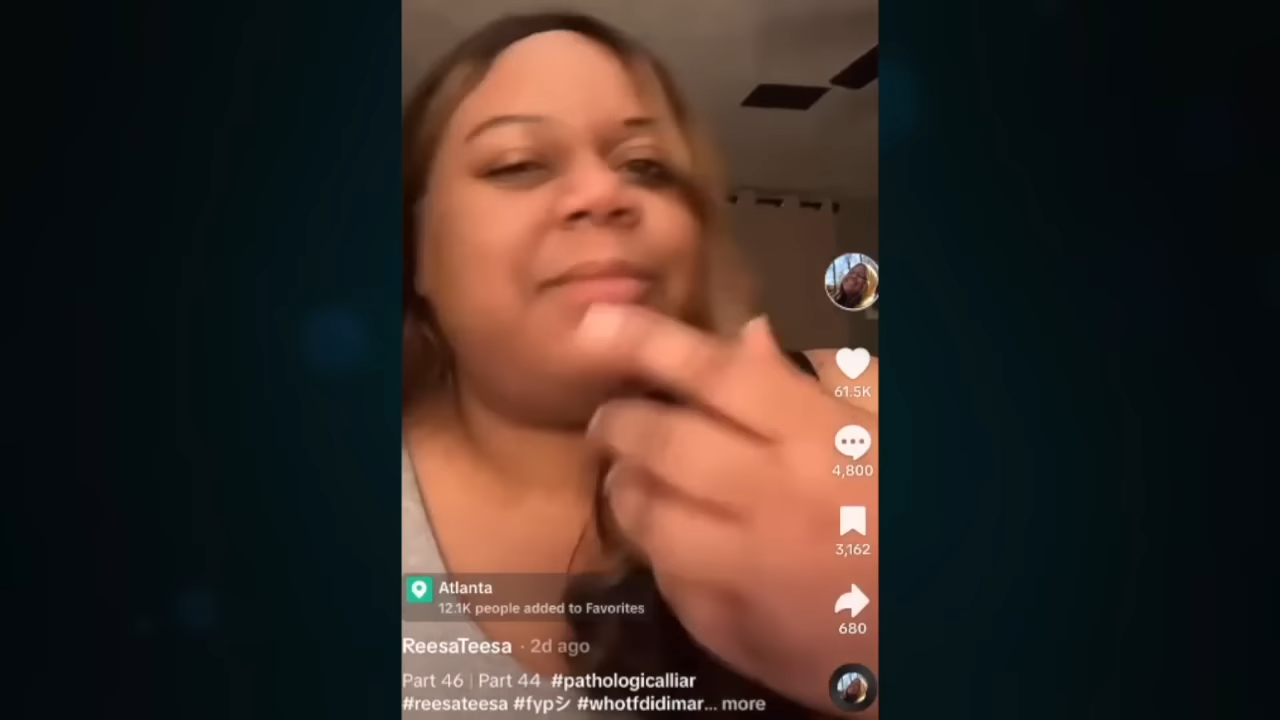 61.5K
4,800
3,162
680
Atlanta
12.1K people added to Favorites
ReesaTeesa · 2d ago
Part 46 | Part 44 #pathologicalliar
#reesateesa #fypシ #whotfdidimar... more